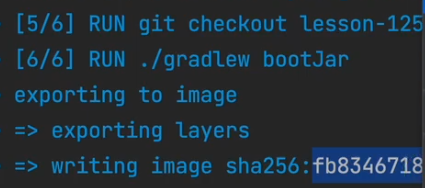 [5/6] RUN git checkout lesson-125
[6/6] RUN ./gradlew bootJar
exporting to image
=> exporting layers
=> writing image sha256:fb8346718